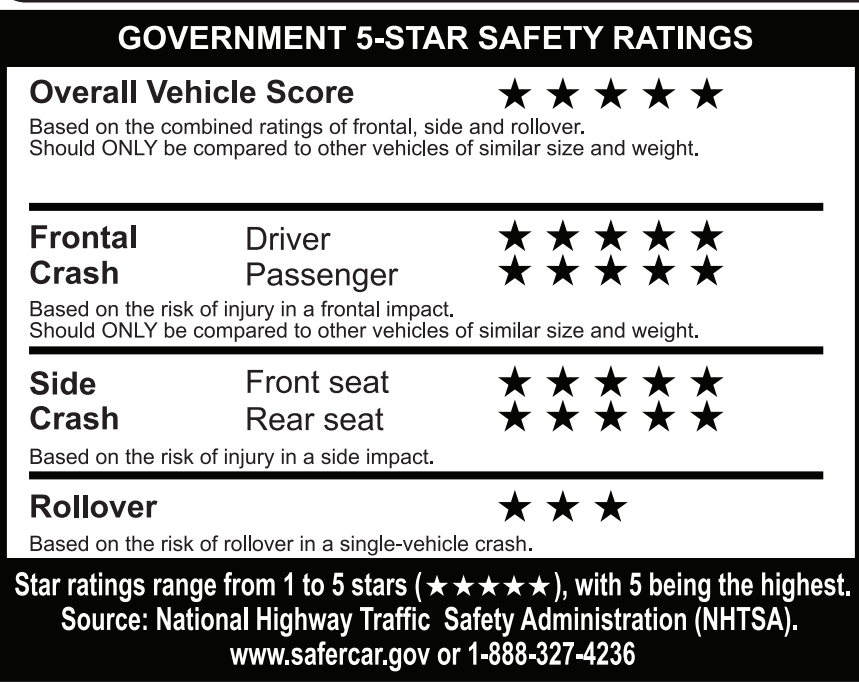 GOVERNMENT 5-STAR SAFETY RATINGS
Overall Vehicle Score ★ ★ ★ ★ ★
Based on the combined ratings of frontal, side and rollover.
Should ONLY be compared to other vehicles of similar size and weight.
Frontal Driver ★ ★ ★ ★ ★
Crash Passenger ★ ★ ★ ★ ★
Based on the risk of injury in a frontal impact.
Should ONLY be compared to other vehicles of similar size and weight.
Side Front seat ★ ★ ★ ★ ★
Crash Rear seat ★ ★ ★ ★ ★
Based on the risk of injury in a side impact.
Rollover ★ ★ ★
Based on the risk of rollover in a single-vehicle crash.
Star ratings range from 1 to 5 stars (★★★★★), with 5 being the highest.
Source: National Highway Traffic Safety Administration (NHTSA).
www.safercar.gov or 1-888-327-4236